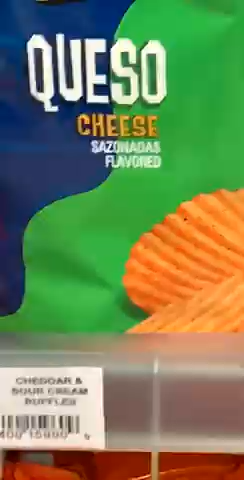 QUESO
CHEESE
SAZONADAS
FLAVORED
CHEDDAR &
SOUR CREAM
RUFFLES